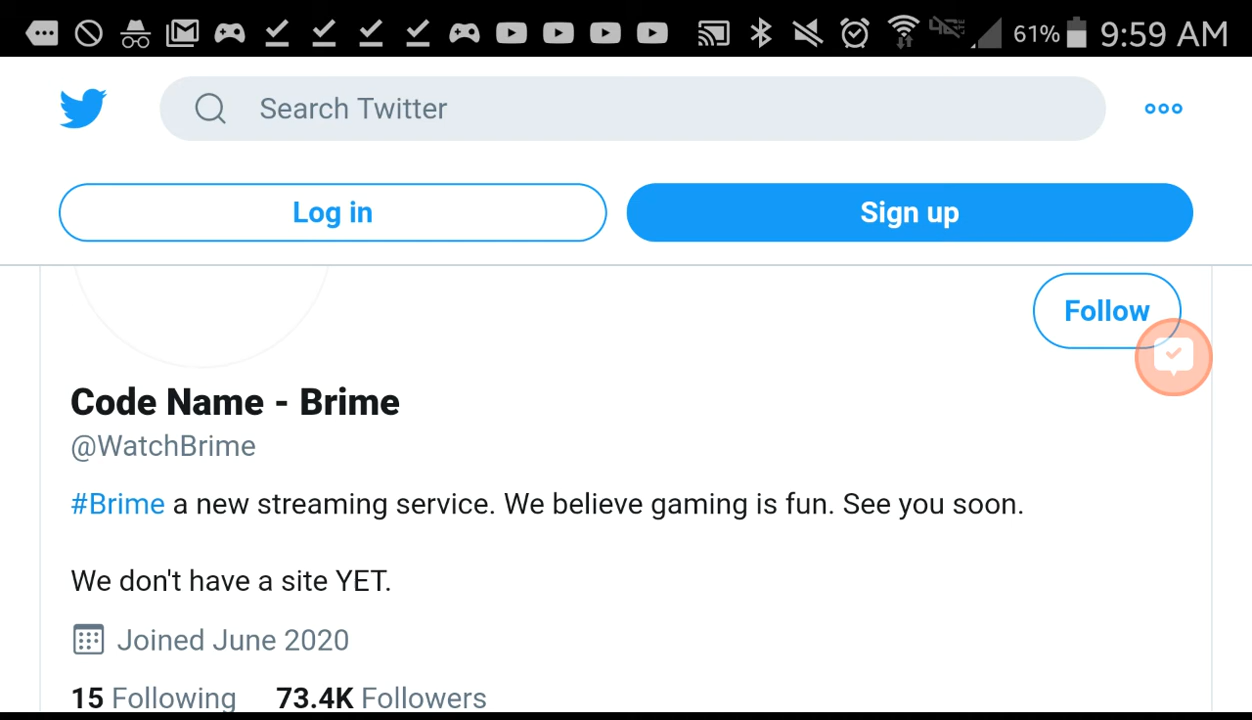 61% 9:59 AM
Search Twitter
Log in
Sign up
Follow
Code Name - Brime
@WatchBrime
#Brime a new streaming service. We believe gaming is fun. See you soon.
We don't have a site YET.
Joined June 2020
15 Following 73.4K Followers